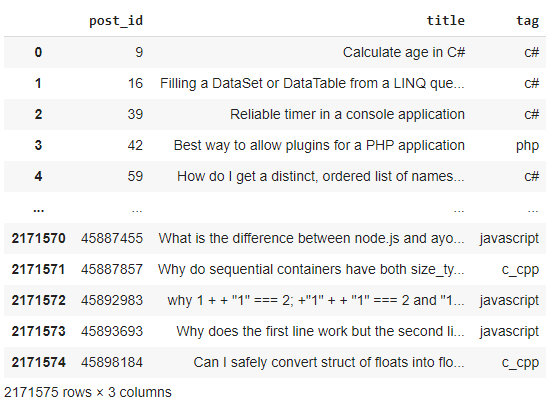 post_id title tag
0 9 Calculate age in C# c#
1 16 Filling a DataSet or DataTable from a LINQ que... c#
2 39 Reliable timer in a console application c#
3 42 Best way to allow plugins for a PHP application php
4 59 How do I get a distinct, ordered list of names... c#
... ... ... ...
2171570 45887455 What is the difference between node.js and ayo... javascript
2171571 45887857 Why do sequential containers have both size_ty... c_cpp
2171572 45892983 why 1 + + "1" === 2; +"1" + + "1" === 2 and "1... javascript
2171573 45893693 Why does the first line work but the second li... javascript
2171574 45898184 Can I safely convert struct of floats into flo... c_cpp
2171575 rows × 3 columns